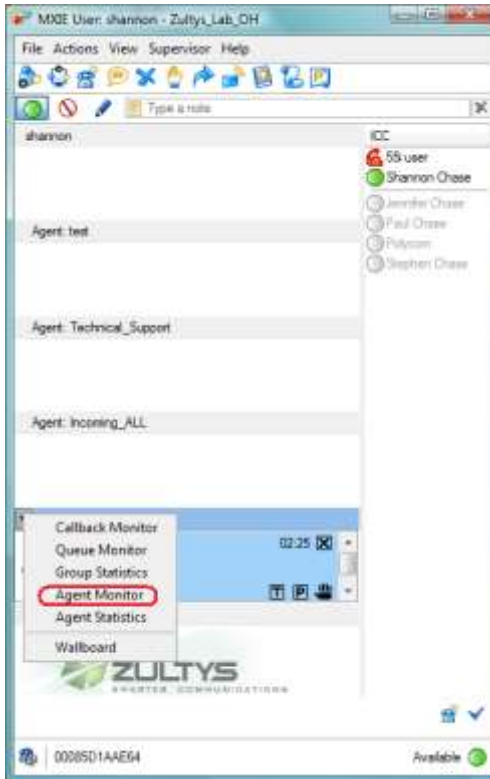 MXIE User: shannon - Zultys_Lab_OH
File Actions View Supervisor Help
Type a note
shannon
ICC
55i user
Shannon Chase
Jennifer Chase
Paul Chase
Polycom
Stephen Chase
Agent: test
Agent: Technical_Support
Agent: Incoming_ALL
Callback Monitor
Queue Monitor
Group Statistics
Agent Monitor
Agent Statistics
Wallboard
02:25
T P
ZULTYS
SMARTER COMMUNICATIONS
00085D1AAE64
Available